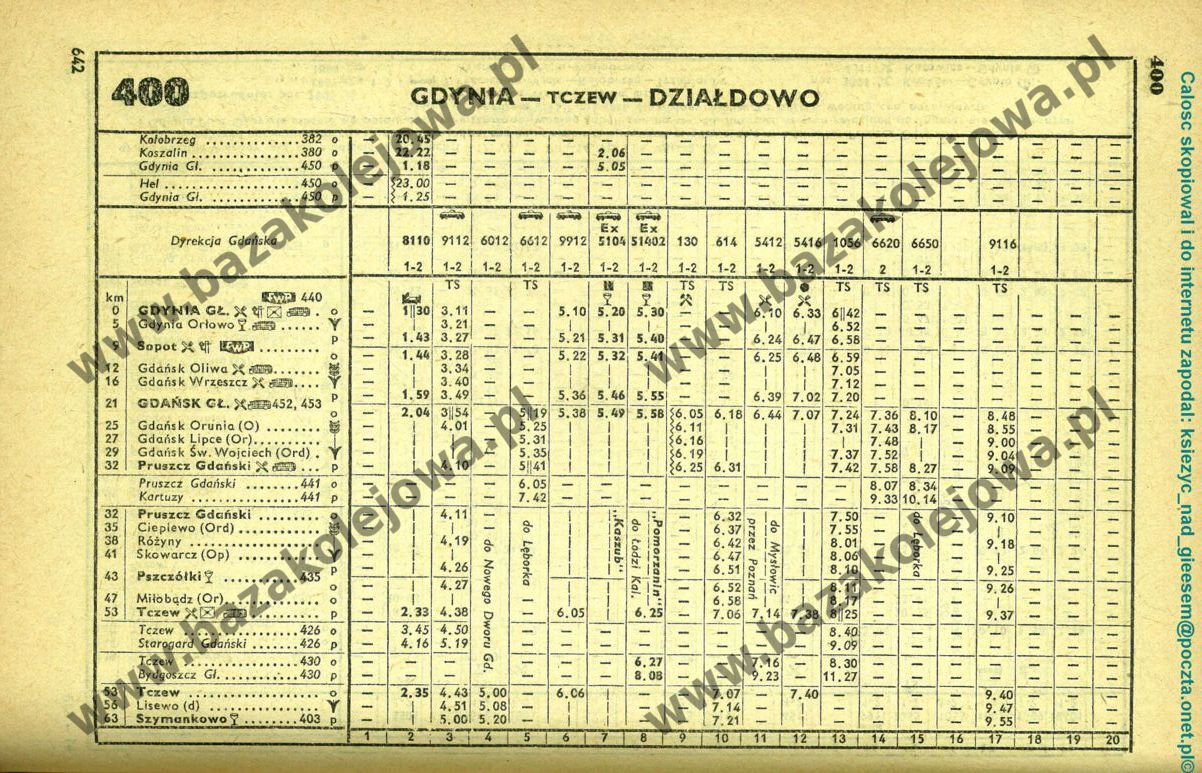 642
400
400
GDYNIA — TCZEW — DZIAŁDOWO
Kołobrzeg ............... 382 o — 20.45 — — — — — — — — — — — — — — — — — —
Koszalin ............... 380 o — 22.22 — — — — 2.06 — — — — — — — — — — — —
Gdynia Gł. ............... 450 o — 1.18 — — — — 5.05 — — — — — — — — — — — —
Hel ............... 450 o — 23.00 — — — — — — — — — — — — — — — — — —
Gdynia Gł. ............... 450 p — 1.25 — — — — — — — — — — — — — — — — — —
Ex Ex
Dyrekcja Gdańska 8110 9112 6012 6612 9912 5104 51402 130 614 5412 5416 1056 6620 6650 9116
1-2 1-2 1-2 1-2 1-2 1-2 1-2 1-2 1-2 1-2 1-2 1-2 2 1-2 1-2
TS TS TS TS TS TS TS TS
km EWP 440
0 GDYNIA GŁ. o 1||30 3.11 5.10 5.20 5.30 6.10 6.33 6||42
5 Gdynia Orłowo 3.21 6.52
9 Sopot EWP p 1.43 3.27 5.21 5.31 5.40 6.24 6.47 6.58
o 1.44 3.28 5.22 5.32 5.41 6.25 6.48 6.59
12 Gdańsk Oliwa 3.34 7.05
16 Gdańsk Wrzeszcz 3.40 7.12
21 GDAŃSK GŁ. 452, 453 p 1.59 3.49 5.36 5.46 5.55 6.39 7.02 7.20
o 2.04 3||54 5||19 5.38 5.49 5.58 6.05 6.18 6.44 7.07 7.24 7.36 8.10 8.48
25 Gdańsk Orunia (O) 4.01 5.25 6.11 7.31 7.43 8.17 8.55
27 Gdańsk Lipce (Or) 5.31 6.16 7.48 9.00
29 Gdańsk Św. Wojciech (Ord) 5.35 6.19 7.37 7.52 9.04
32 Pruszcz Gdański p 4.10 5||41 6.25 6.31 7.42 7.58 8.27 9.09
Pruszcz Gdański ........ 441 o 6.05 8.07 8.34
Kartuzy ............... 441 p 7.42 9.33 10.14
32 Pruszcz Gdański ........ o 4.11 6.32 7.50 9.10
35 Cieplewo (Ord) 6.37 7.55
38 Różyny 4.19 6.42 8.01 9.18
41 Skowarcz (Op) 6.47 8.06
43 Pszczółki ........ 435 p 4.26 6.51 8.10 9.25
o 4.27 6.52 8.11 9.26
47 Miłobądz (Or) 6.58 8.17
53 Tczew p 2.33 4.38 6.05 6.25 7.06 7.14 7.38 8||25 9.37
do Nowego Dworu Gd.
do Lęborka
"Kaszub"
do Łodzi Kal.
"Pomorzanin"
przez Poznań
do Mysłowic
do Lęborka
Tczew ............... 426 o 3.45 4.50 8.40
Starogard Gdański ........ 426 p 4.16 5.19 9.09
Tczew ............... 430 o 6.27 7.16 8.30
Bydgoszcz Gł. ............ 430 p 8.08 9.23 11.27
53 Tczew ............... o 2.35 4.43 5.00 6.06 7.07 7.40 9.40
56 Lisewo (d) 4.51 5.08 7.14 9.47
63 Szymankowo ........ 403 p 5.00 5.20 7.21 9.55
1 2 3 4 5 6 7 8 9 10 11 12 13 14 15 16 17 18 19 20
www.bazakolejowa.pl
www.bazakolejowa.pl
www.bazakolejowa.pl
www.bazakolejowa.pl
Calosc skopiowal i do internetu zapodal: ksiezyc_nad_gieesem@poczta.onet.pl©